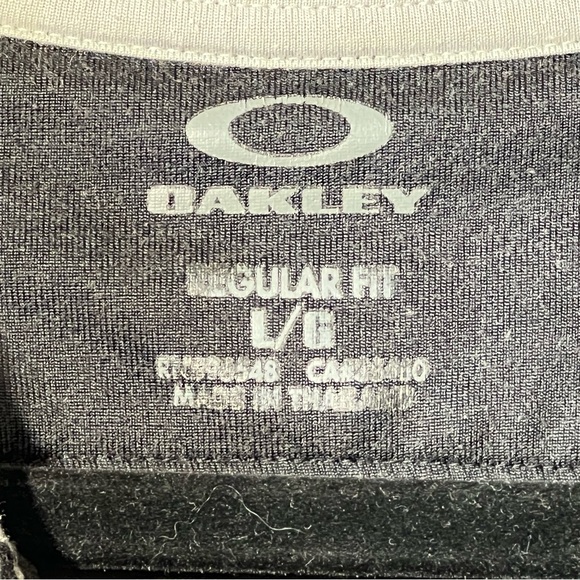 OAKLEY
REGULAR FIT
L/G
MADE IN THAILAND